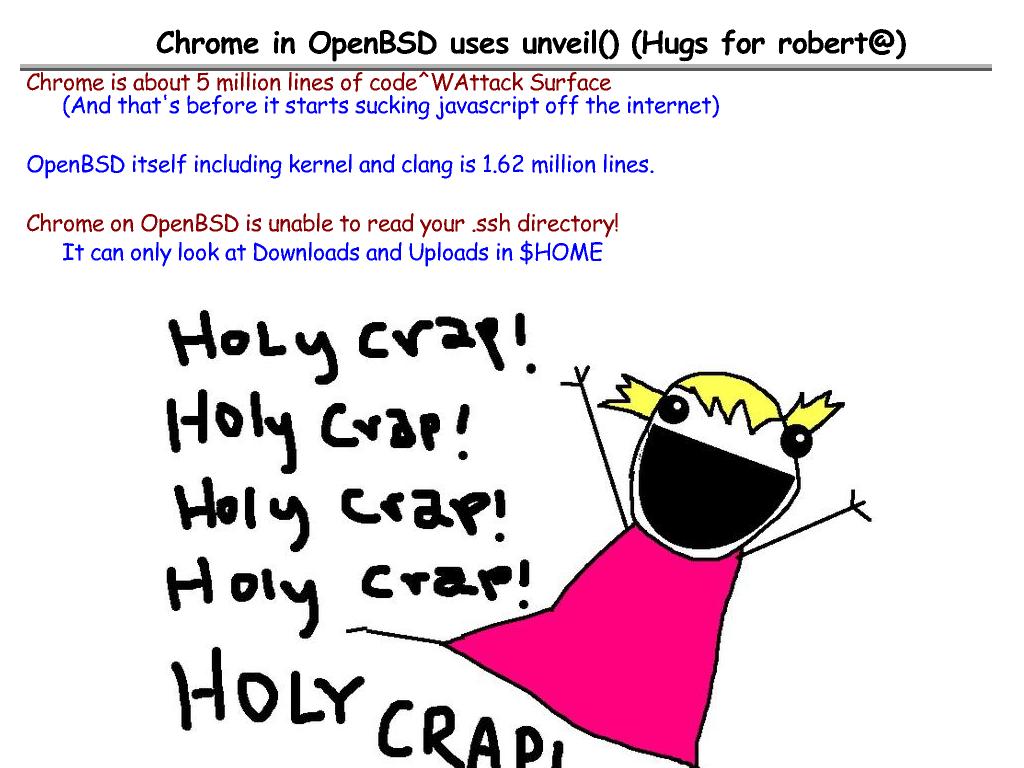 Chrome in OpenBSD uses unveil() (Hugs for robert@)
Chrome is about 5 million lines of code^WAttack Surface
(And that's before it starts sucking javascript off the internet)
OpenBSD itself including kernel and clang is 1.62 million lines.
Chrome on OpenBSD is unable to read your .ssh directory!
It can only look at Downloads and Uploads in $HOME
HOLY crap!
Holy Crap!
Holy Crap!
Holy Crap!
HOLY CRAP!